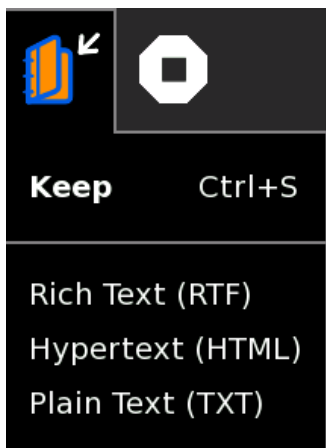 Keep Ctrl+S
Rich Text (RTF)
Hypertext (HTML)
Plain Text (TXT)